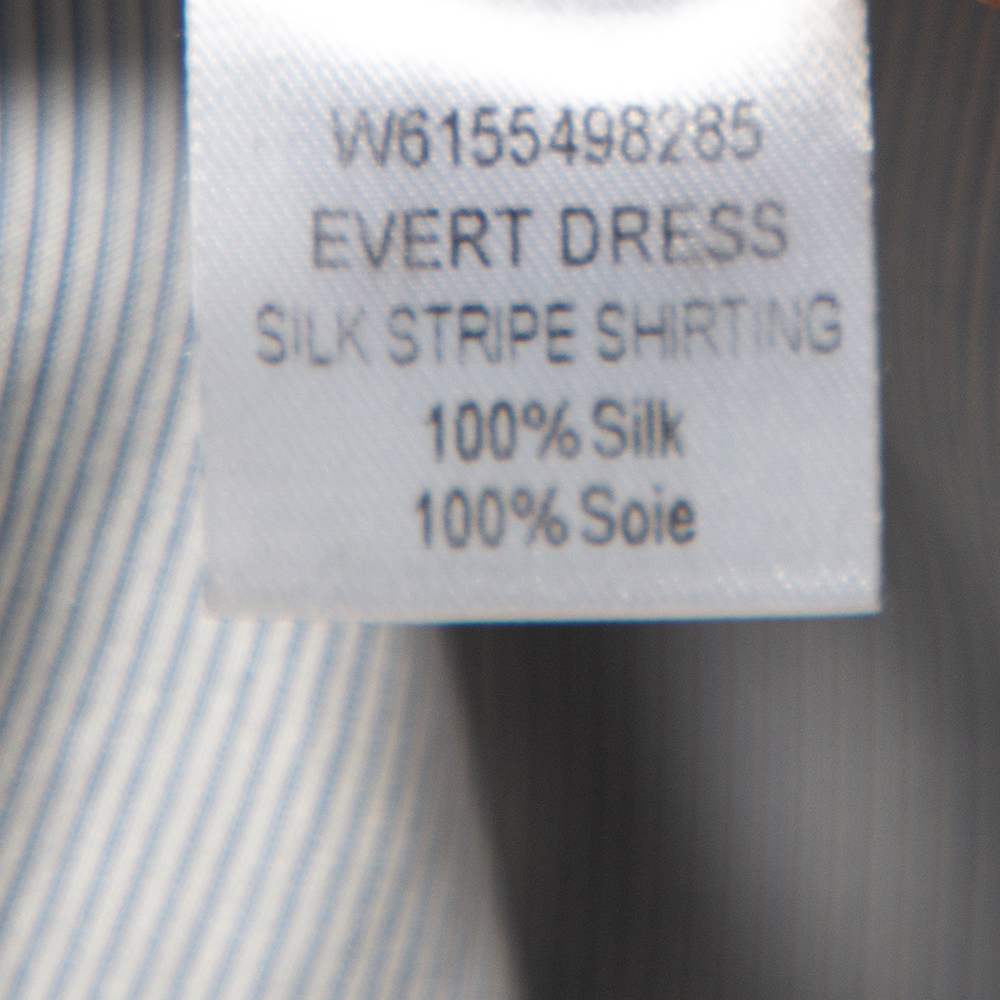 W6155498285
EVERT DRESS
SILK STRIPE SHIRTING
100% Silk
100% Soie